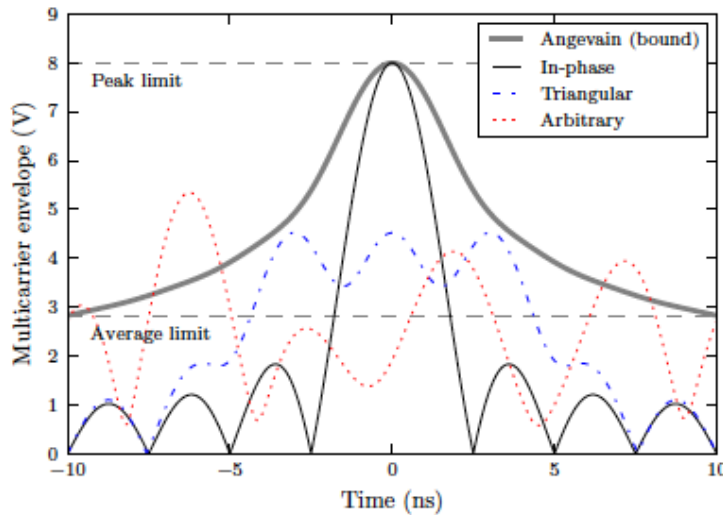 9
8
7
6
5
4
3
2
1
0
Multicarrier envelope (V)
Peak limit
Average limit
Angevain (bound)
In-phase
Triangular
Arbitrary
−10
−5
0
5
10
Time (ns)